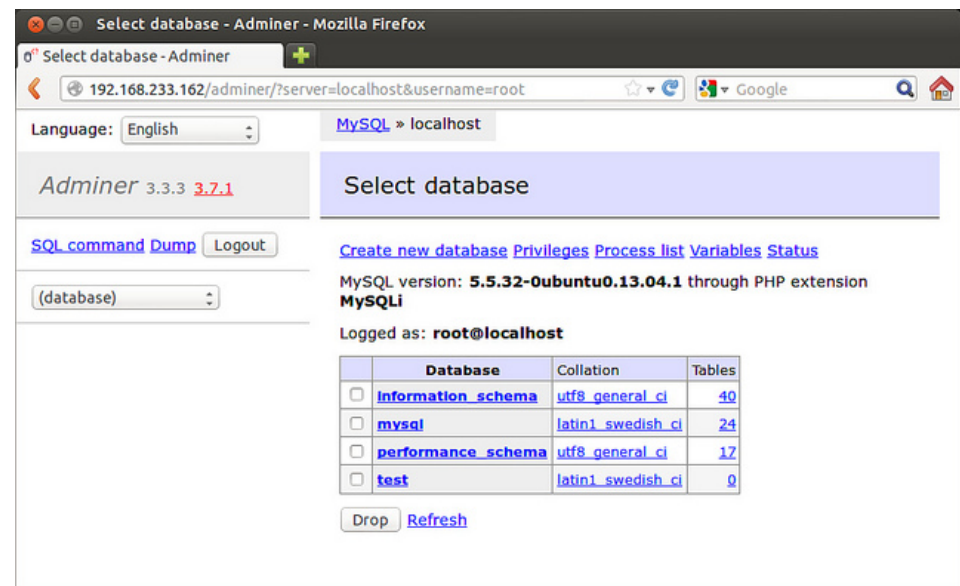 Select database - Adminer - Mozilla Firefox
Select database - Adminer
192.168.233.162/adminer/?server=localhost&username=root
Google
Language: English
MySQL » localhost
Adminer 3.3.3 3.7.1
Select database
SQL command Dump Logout
Create new database Privileges Process list Variables Status
(database)
MySQL version: 5.5.32-0ubuntu0.13.04.1 through PHP extension
MySQLi
Logged as: root@localhost
Database Collation Tables
information_schema utf8_general_ci 40
mysql latin1_swedish_ci 24
performance_schema utf8_general_ci 17
test latin1_swedish_ci 0
Drop Refresh